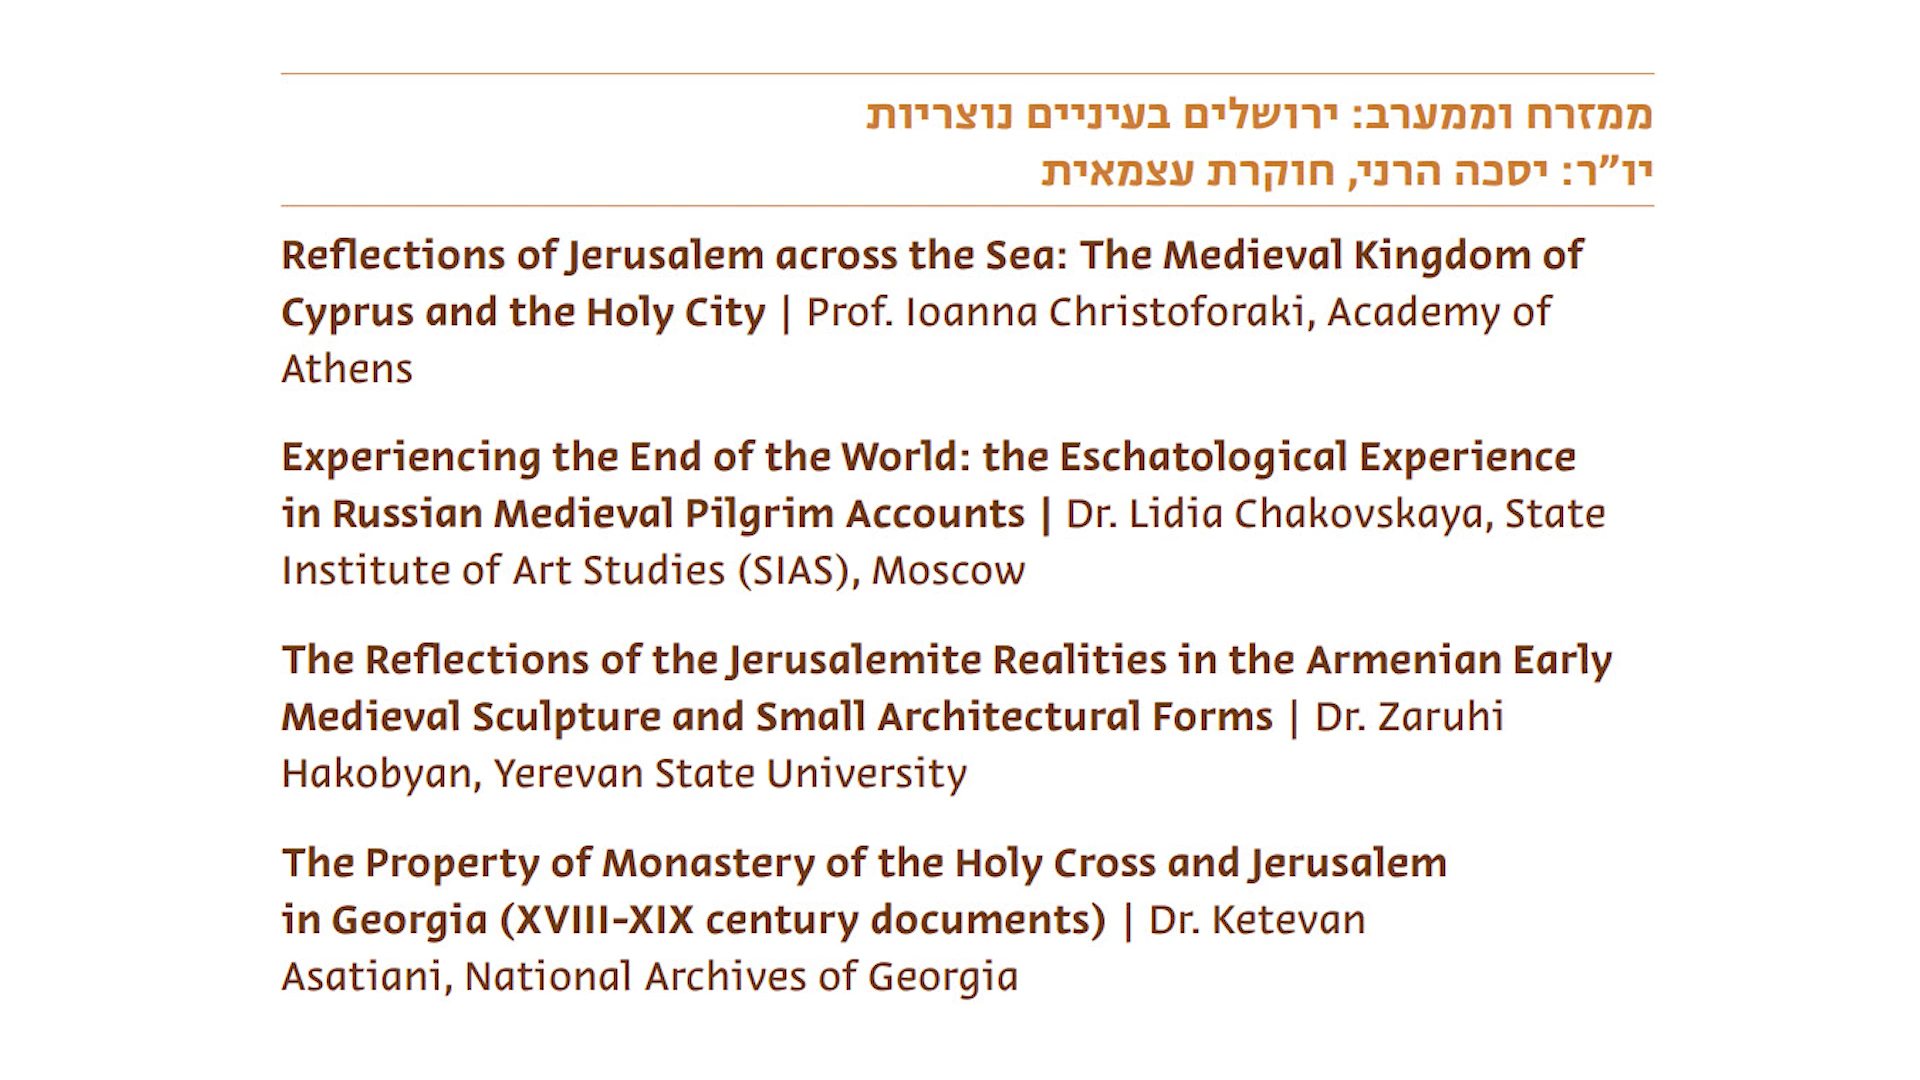 ממזרח וממערב: ירושלים בעיניים נוצריות
יו”ר: יסכה הרני, חוקרת עצמאית
Reflections of Jerusalem across the Sea: The Medieval Kingdom of
Cyprus and the Holy City | Prof. Ioanna Christoforaki, Academy of
Athens
Experiencing the End of the World: the Eschatological Experience
in Russian Medieval Pilgrim Accounts | Dr. Lidia Chakovskaya, State
Institute of Art Studies (SIAS), Moscow
The Reflections of the Jerusalemite Realities in the Armenian Early
Medieval Sculpture and Small Architectural Forms | Dr. Zaruhi
Hakobyan, Yerevan State University
The Property of Monastery of the Holy Cross and Jerusalem
in Georgia (XVIII-XIX century documents) | Dr. Ketevan
Asatiani, National Archives of Georgia